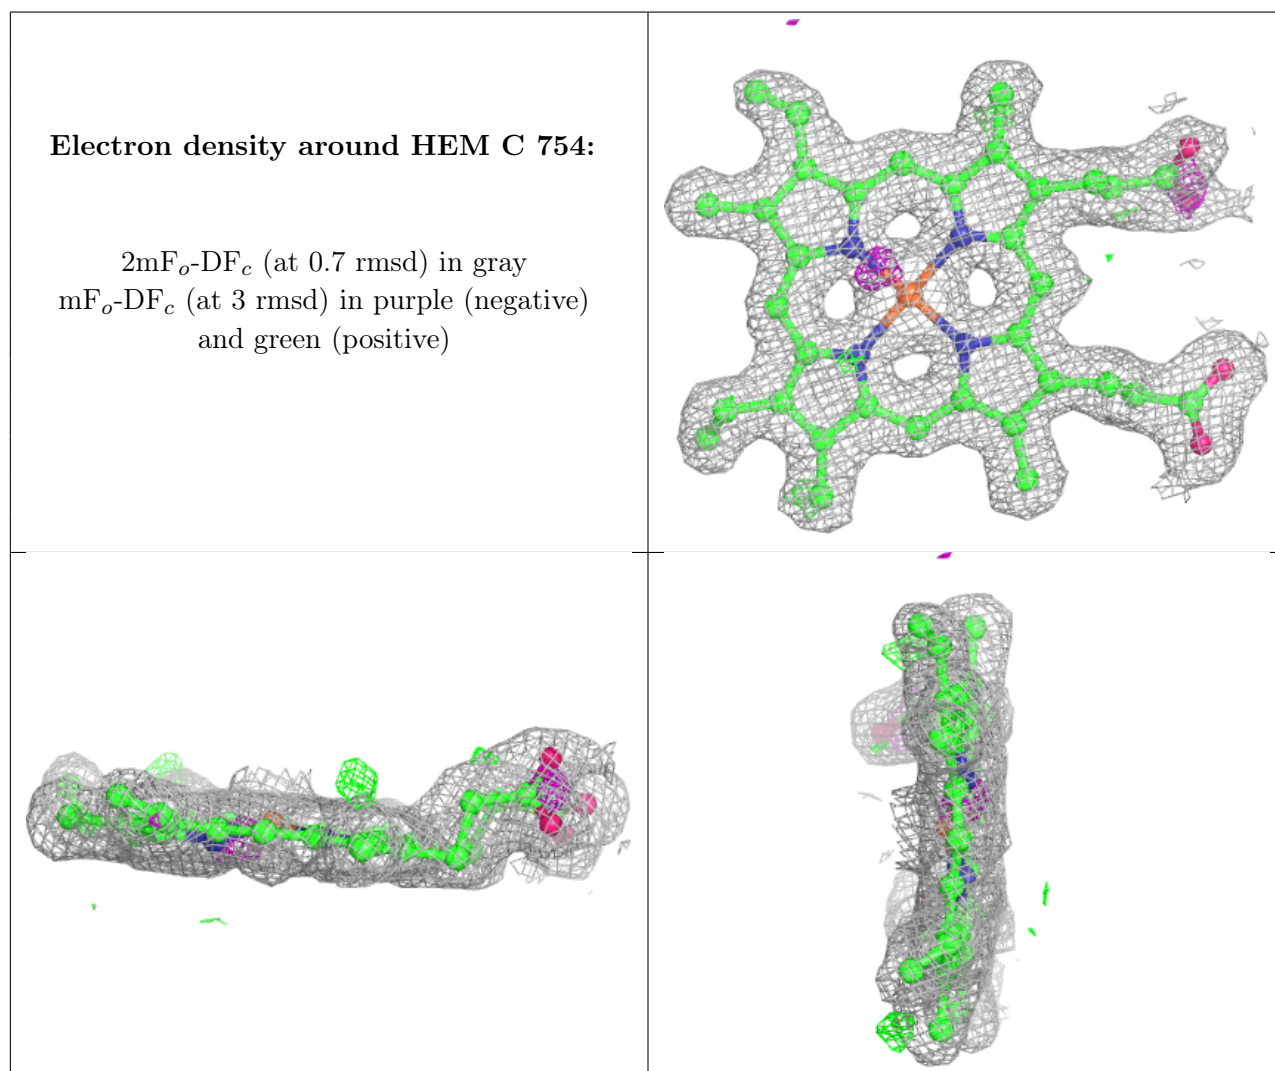 Electron density around HEM C 754:
2mFₒ-DF𝒸 (at 0.7 rmsd) in gray
mFₒ-DF𝒸 (at 3 rmsd) in purple (negative)
and green (positive)